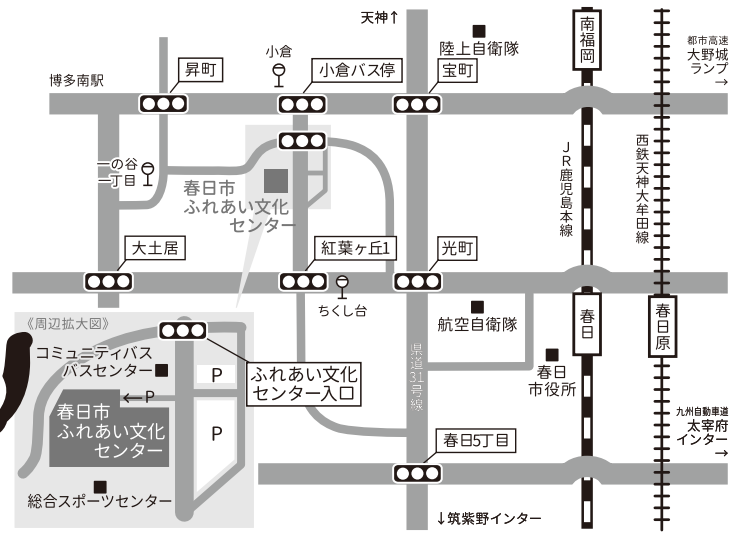 天神↑
陸上自衛隊
南福岡
都市高速
大野城
ランプ
→
小倉
昇町
小倉バス停
宝町
博多南駅
一の谷
一丁目
春日市
ふれあい文化
センター
JR鹿児島本線
西鉄天神大牟田線
大土居
紅葉ヶ丘1
光町
ちくし台
航空自衛隊
春日
春日原
《周辺拡大図》
コミュニティバス
バスセンター
P
ふれあい文化
センター入口
県道31号線
春日
市役所
←P
春日市
ふれあい文化
センター
P
九州自動車道
太宰府
インター
→
春日5丁目
総合スポーツセンター
↓筑紫野インター